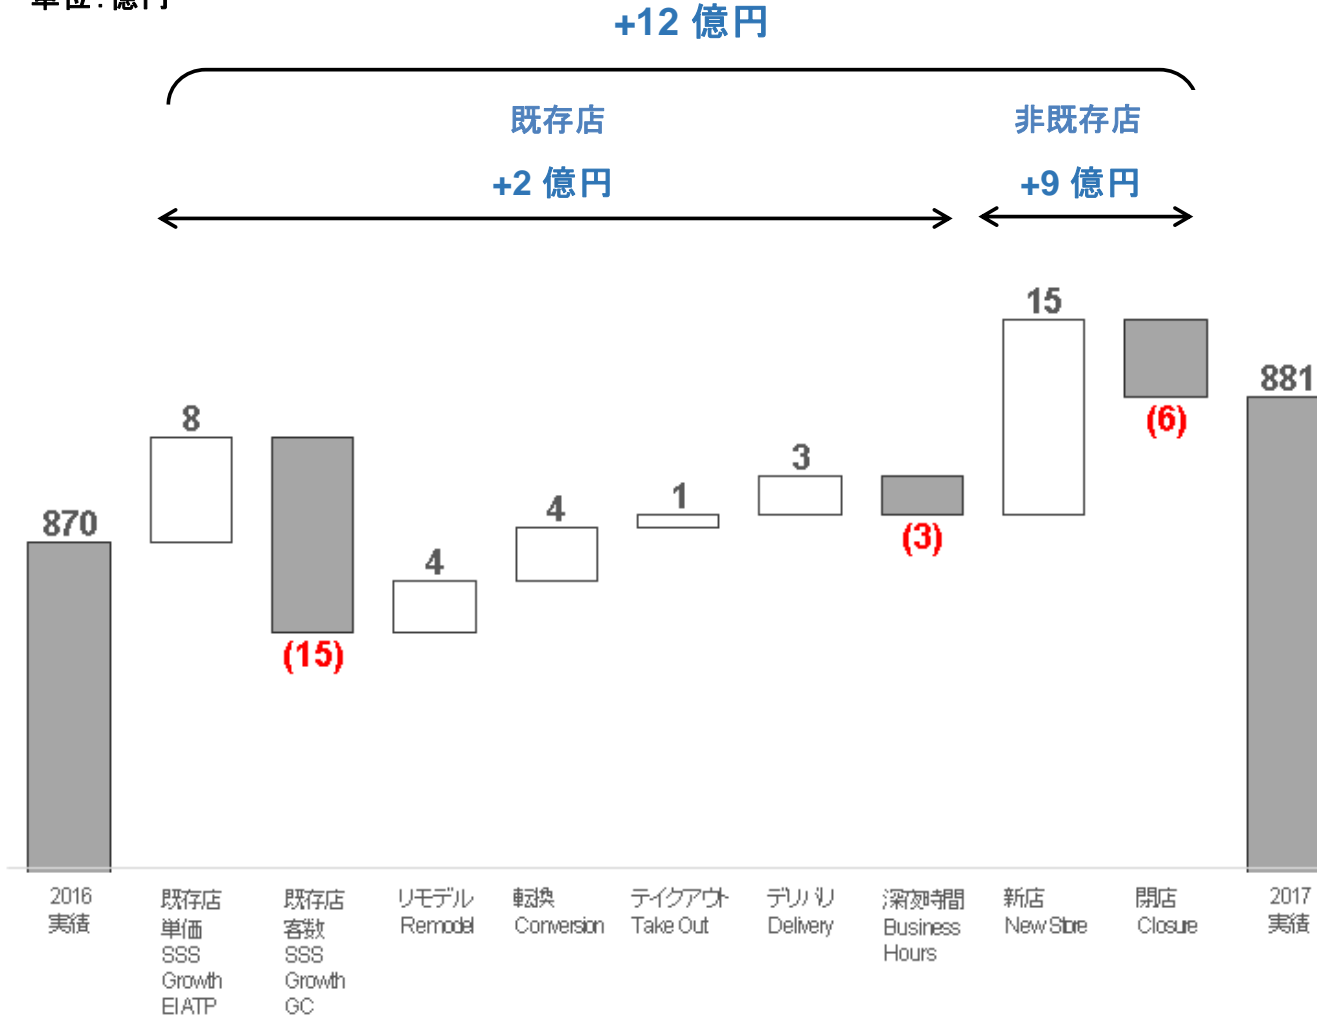 単位：億円
+12 億円
既存店
非既存店
+2 億円
+9 億円
15
881
(6)
8
3
870
4
1
(3)
4
(15)
2016
実績
既存店
単価
SSS
Growth
EIATP
既存店
客数
SSS
Growth
GC
リモデル
Remodel
転換
Conversion
テイクアウト
Take Out
デリバリ
Delivery
深夜時間
Business
Hours
新店
New Store
閉店
Closure
2017
実績